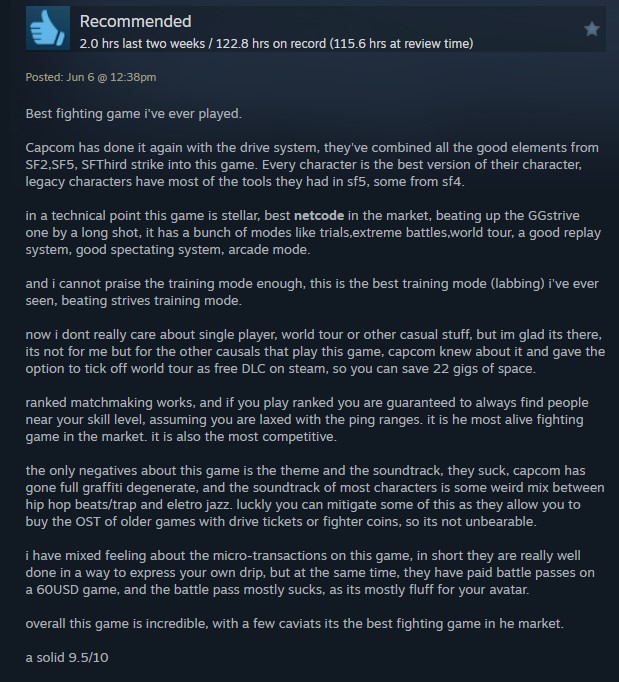 Recommended
2.0 hrs last two weeks / 122.8 hrs on record (115.6 hrs at review time)
Posted: Jun 6 @ 12:38pm
Best fighting game i've ever played.
Capcom has done it again with the drive system, they've combined all the good elements from
SF2,SF5, SFThird strike into this game. Every character is the best version of their character,
legacy characters have most of the tools they had in sf5, some from sf4.
in a technical point this game is stellar, best netcode in the market, beating up the GGstrive
one by a long shot, it has a bunch of modes like trials,extreme battles,world tour, a good replay
system, good spectating system, arcade mode.
and i cannot praise the training mode enough, this is the best training mode (labbing) i've ever
seen, beating strives training mode.
now i dont really care about single player, world tour or other casual stuff, but im glad its there,
its not for me but for the other causals that play this game, capcom knew about it and gave the
option to tick off world tour as free DLC on steam, so you can save 22 gigs of space.
ranked matchmaking works, and if you play ranked you are guaranteed to always find people
near your skill level, assuming you are laxed with the ping ranges. it is he most alive fighting
game in the market. it is also the most competitive.
the only negatives about this game is the theme and the soundtrack, they suck, capcom has
gone full graffiti degenerate, and the soundtrack of most characters is some weird mix between
hip hop beats/trap and eletro jazz. luckly you can mitigate some of this as they allow you to
buy the OST of older games with drive tickets or fighter coins, so its not unbearable.
i have mixed feeling about the micro-transactions on this game, in short they are really well
done in a way to express your own drip, but at the same time, they have paid battle passes on
a 60USD game, and the battle pass mostly sucks, as its mostly fluff for your avatar.
overall this game is incredible, with a few caviats its the best fighting game in he market.
a solid 9.5/10